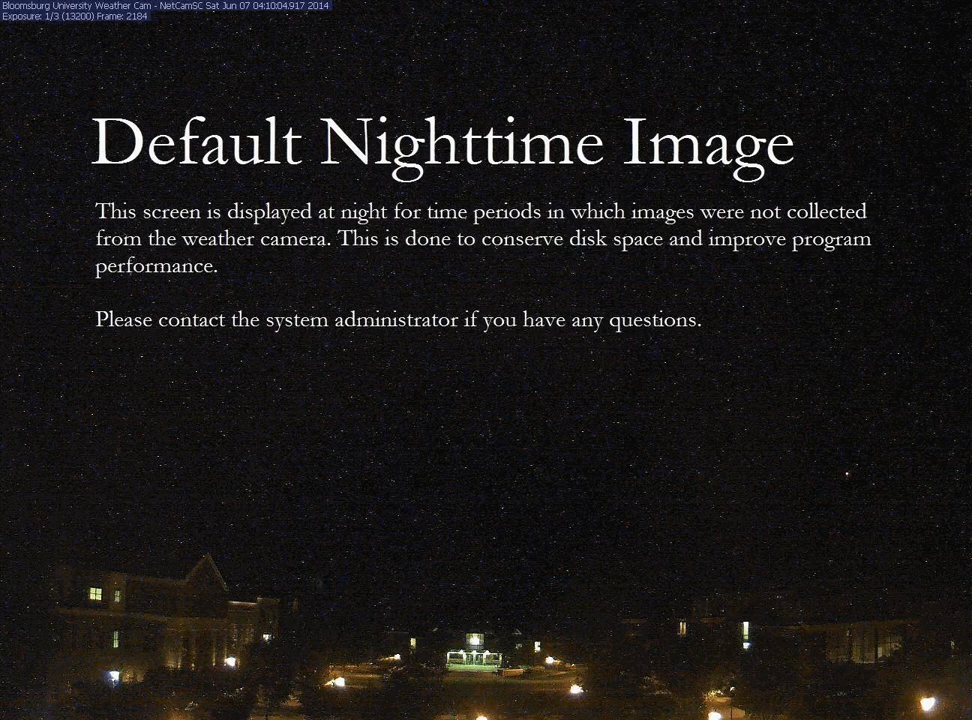 Bloomsburg University Weather Cam - NetCamSC Sat Jun 07 04:10:04.917 2014
Exposure: 1/3 (13200) Frame: 2184
Default Nighttime Image
This screen is displayed at night for time periods in which images were not collected
from the weather camera. This is done to conserve disk space and improve program
performance.
Please contact the system administrator if you have any questions.